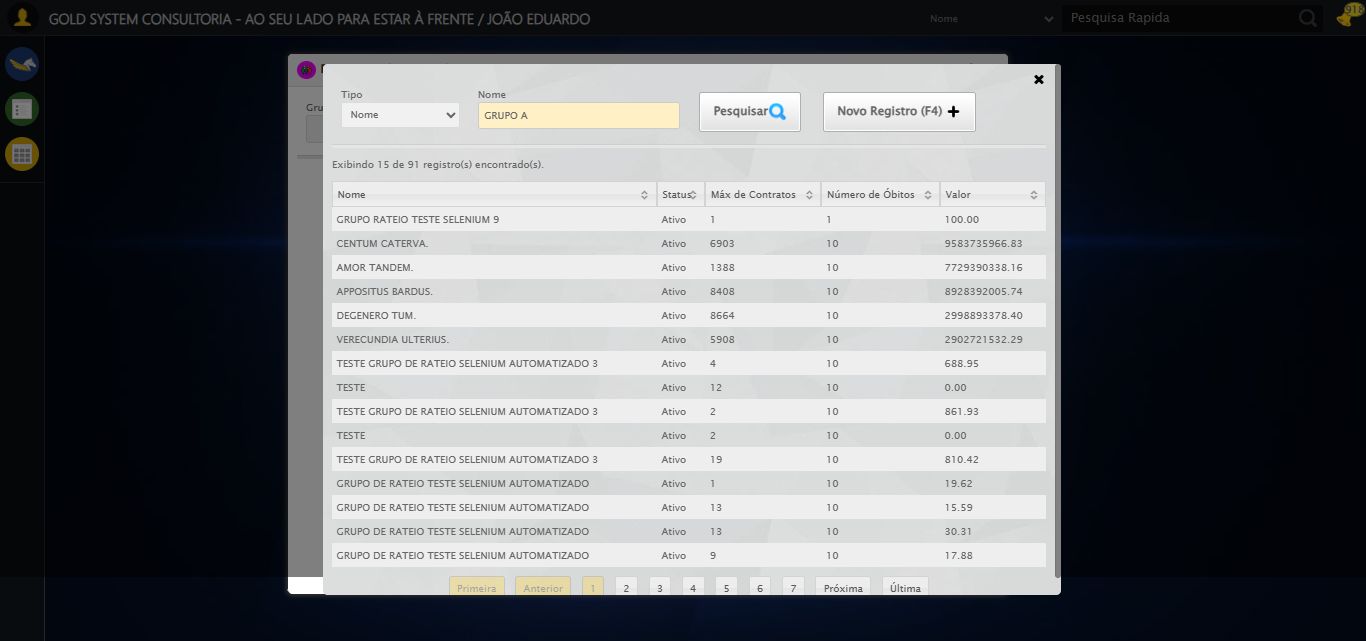 GOLD SYSTEM CONSULTORIA - AO SEU LADO PARA ESTAR À FRENTE / JOÃO EDUARDO
Nome
Pesquisa Rapida
918
Gru
Tipo
Nome
Nome
GRUPO A
Pesquisar
Novo Registro (F4)
Exibindo 15 de 91 registro(s) encontrado(s).
Nome Status Máx de Contratos Número de Óbitos Valor
GRUPO RATEIO TESTE SELENIUM 9 Ativo 1 1 100.00
CENTUM CATERVA. Ativo 6903 10 9583735966.83
AMOR TANDEM. Ativo 1388 10 7729390338.16
APPOSITUS BARDUS. Ativo 8408 10 8928392005.74
DEGENERO TUM. Ativo 8664 10 2998893378.40
VERECUNDIA ULTERIUS. Ativo 5908 10 2902721532.29
TESTE GRUPO DE RATEIO SELENIUM AUTOMATIZADO 3 Ativo 4 10 688.95
TESTE Ativo 12 10 0.00
TESTE GRUPO DE RATEIO SELENIUM AUTOMATIZADO 3 Ativo 2 10 861.93
TESTE Ativo 2 10 0.00
TESTE GRUPO DE RATEIO SELENIUM AUTOMATIZADO 3 Ativo 19 10 810.42
GRUPO DE RATEIO TESTE SELENIUM AUTOMATIZADO Ativo 1 10 19.62
GRUPO DE RATEIO TESTE SELENIUM AUTOMATIZADO Ativo 13 10 15.59
GRUPO DE RATEIO TESTE SELENIUM AUTOMATIZADO Ativo 13 10 30.31
GRUPO DE RATEIO TESTE SELENIUM AUTOMATIZADO Ativo 9 10 17.88
Primeira Anterior 1 2 3 4 5 6 7 Próxima Última